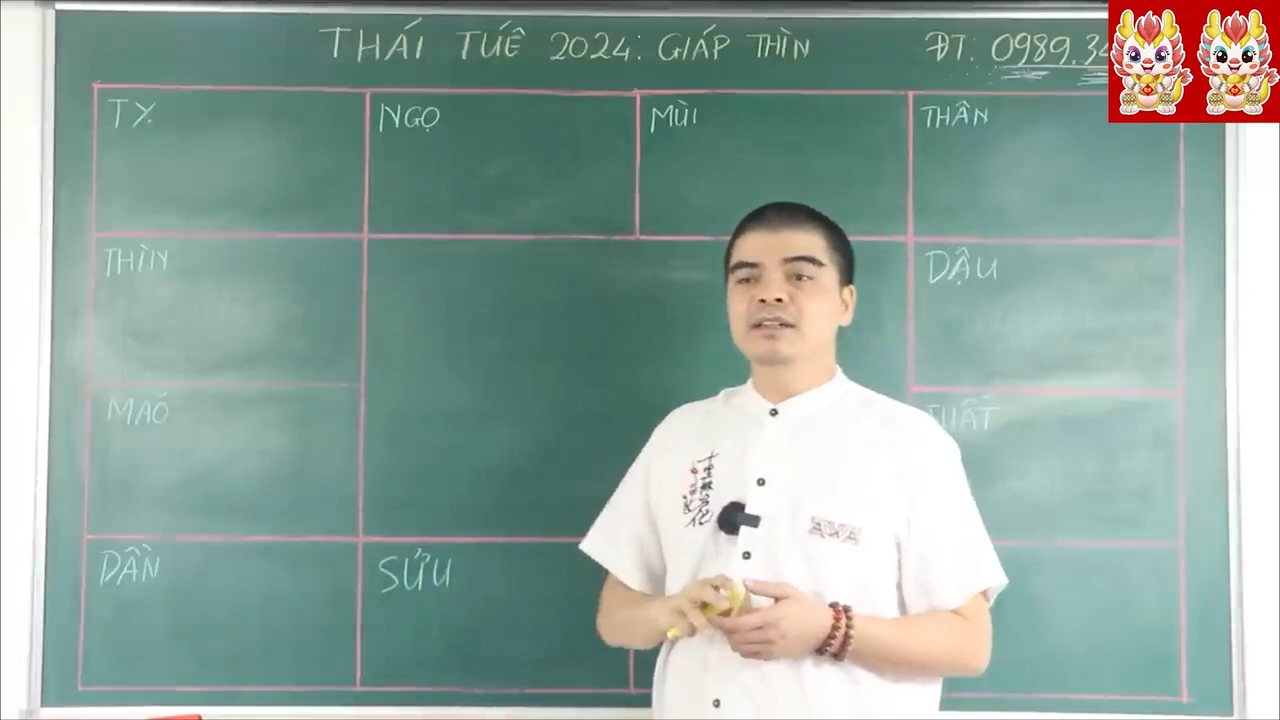 THÁI TUẾ 2024: GIÁP THÌN
ĐT: 0989.34
TỴ
NGỌ
MÙI
THÂN
THÌN
DẬU
MÃO
TUẤT
DẦN
SỬU